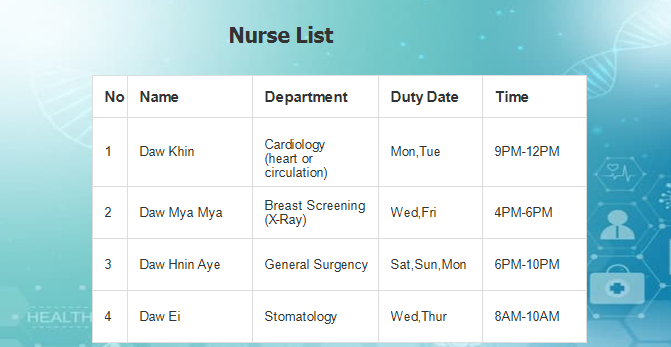 Nurse List
No Name Department Duty Date Time
1 Daw Khin Cardiology (heart or circulation) Mon,Tue 9PM-12PM
2 Daw Mya Mya Breast Screening (X-Ray) Wed,Fri 4PM-6PM
3 Daw Hnin Aye General Surgency Sat,Sun,Mon 6PM-10PM
4 Daw Ei Stomatology Wed,Thur 8AM-10AM
HEALTH